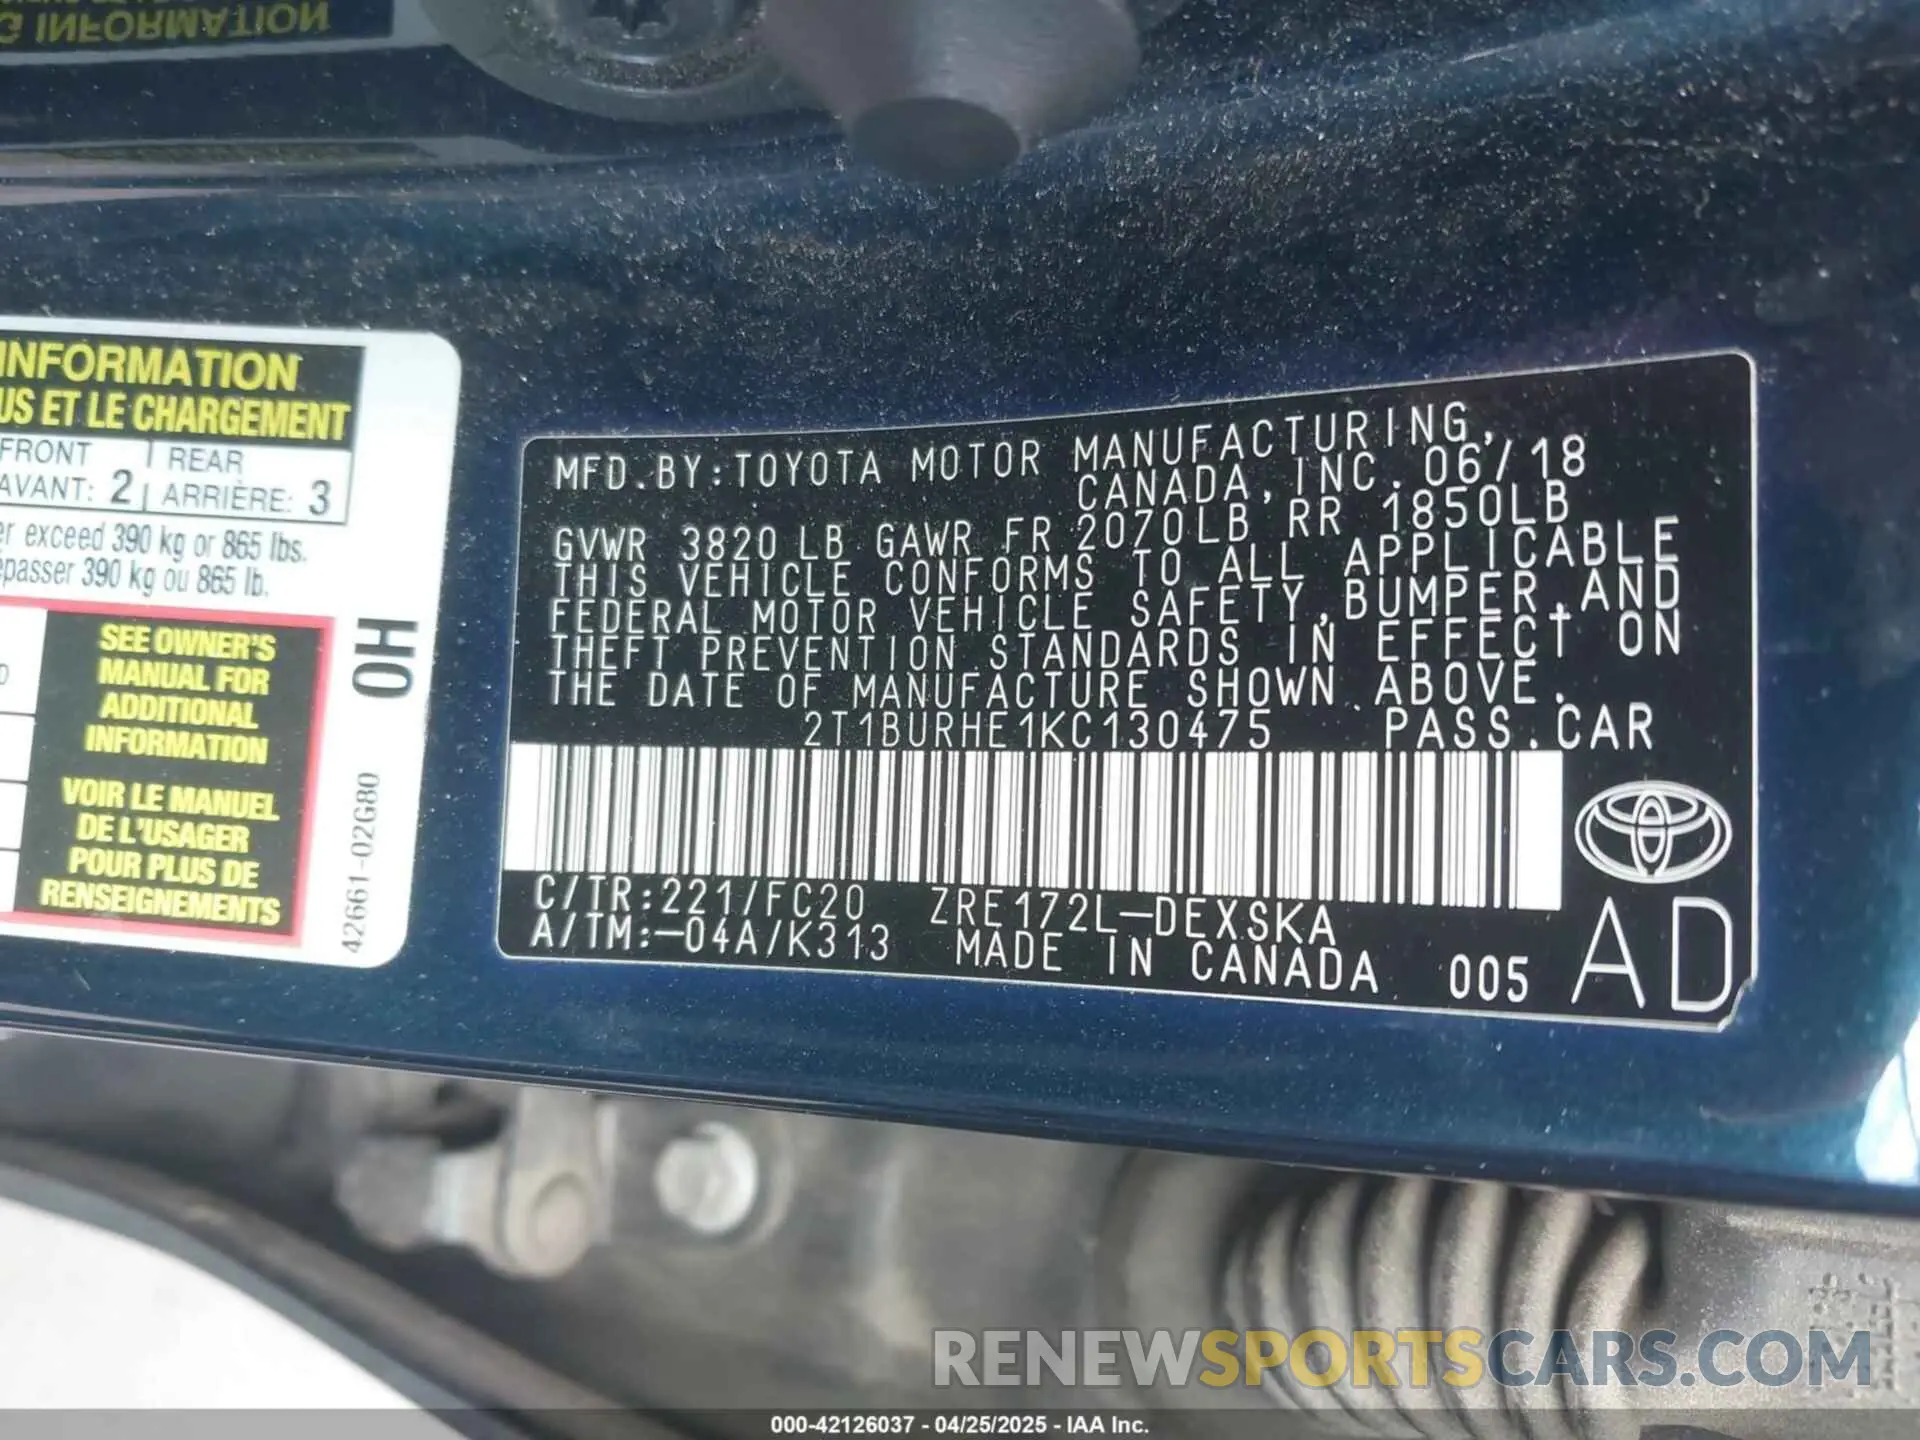 G INFORMATION
INFORMATION
US ET LE CHARGEMENT
FRONT
AVANT: 2
REAR
ARRIÈRE: 3
er exceed 390 kg or 865 lbs.
épasser 390 kg ou 865 lb.
SEE OWNER'S
MANUAL FOR
ADDITIONAL
INFORMATION
VOIR LE MANUEL
DE L'USAGER
POUR PLUS DE
RENSEIGNEMENTS
0H
42661-02G80
MFD.BY:TOYOTA MOTOR MANUFACTURING,
CANADA, INC. 06/18
GVWR 3820 LB GAWR FR 2070LB RR 1850LB
THIS VEHICLE CONFORMS TO ALL APPLICABLE
FEDERAL MOTOR VEHICLE SAFETY, BUMPER, AND
THEFT PREVENTION STANDARDS IN EFFECT ON
THE DATE OF MANUFACTURE SHOWN ABOVE.
2T1BURHE1KC130475 PASS.CAR
C/TR:221/FC20 ZRE172L-DEXSKA
A/TM:-04A/K313 MADE IN CANADA 005
AD
RENEWSPORTSCARS.COM
000-42126037 - 04/25/2025 - IAA Inc.